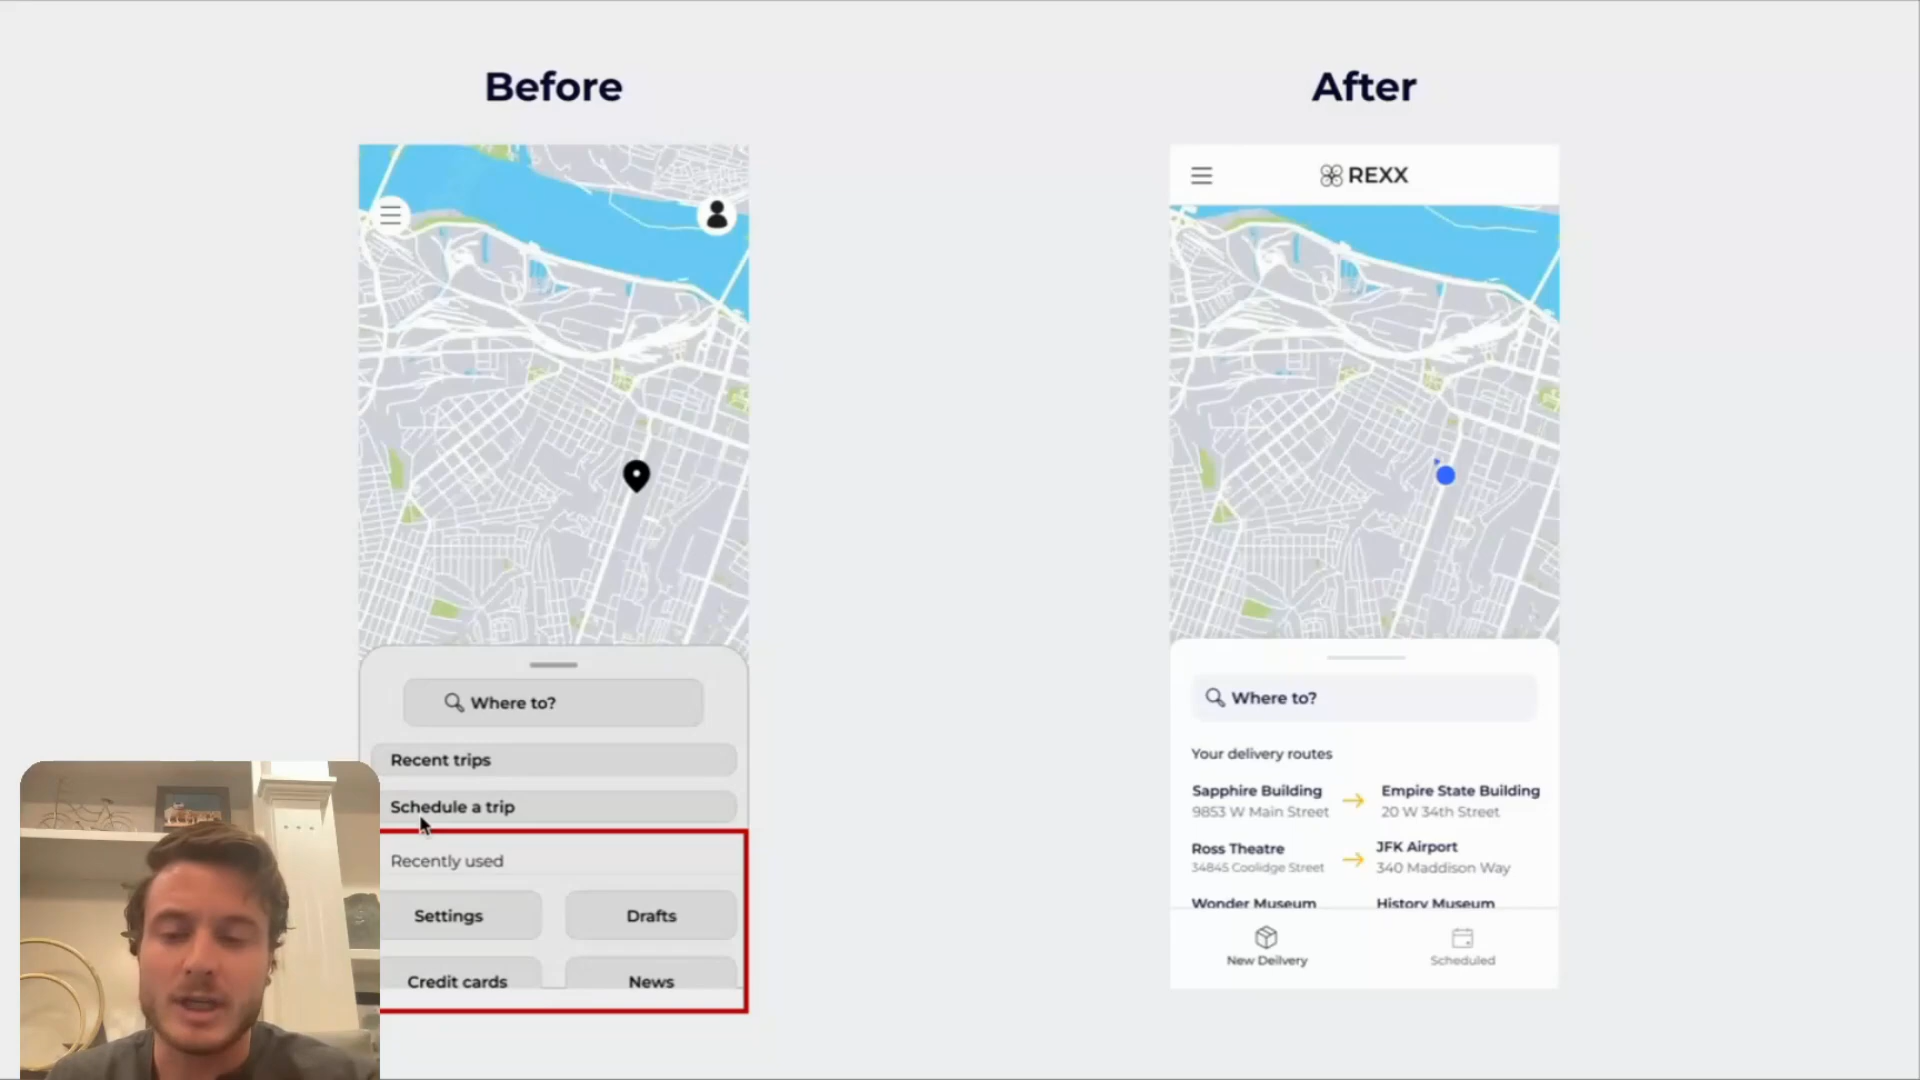 Before
After
REXX
Where to?
Recent trips
Schedule a trip
Recently used
Settings
Drafts
Credit cards
News
Where to?
Your delivery routes
Sapphire Building
Empire State Building
9853 W Main Street
20 W 34th Street
Ross Theatre
JFK Airport
34845 Coolidge Street
340 Maddison Way
Wonder Museum
History Museum
New Delivery
Scheduled